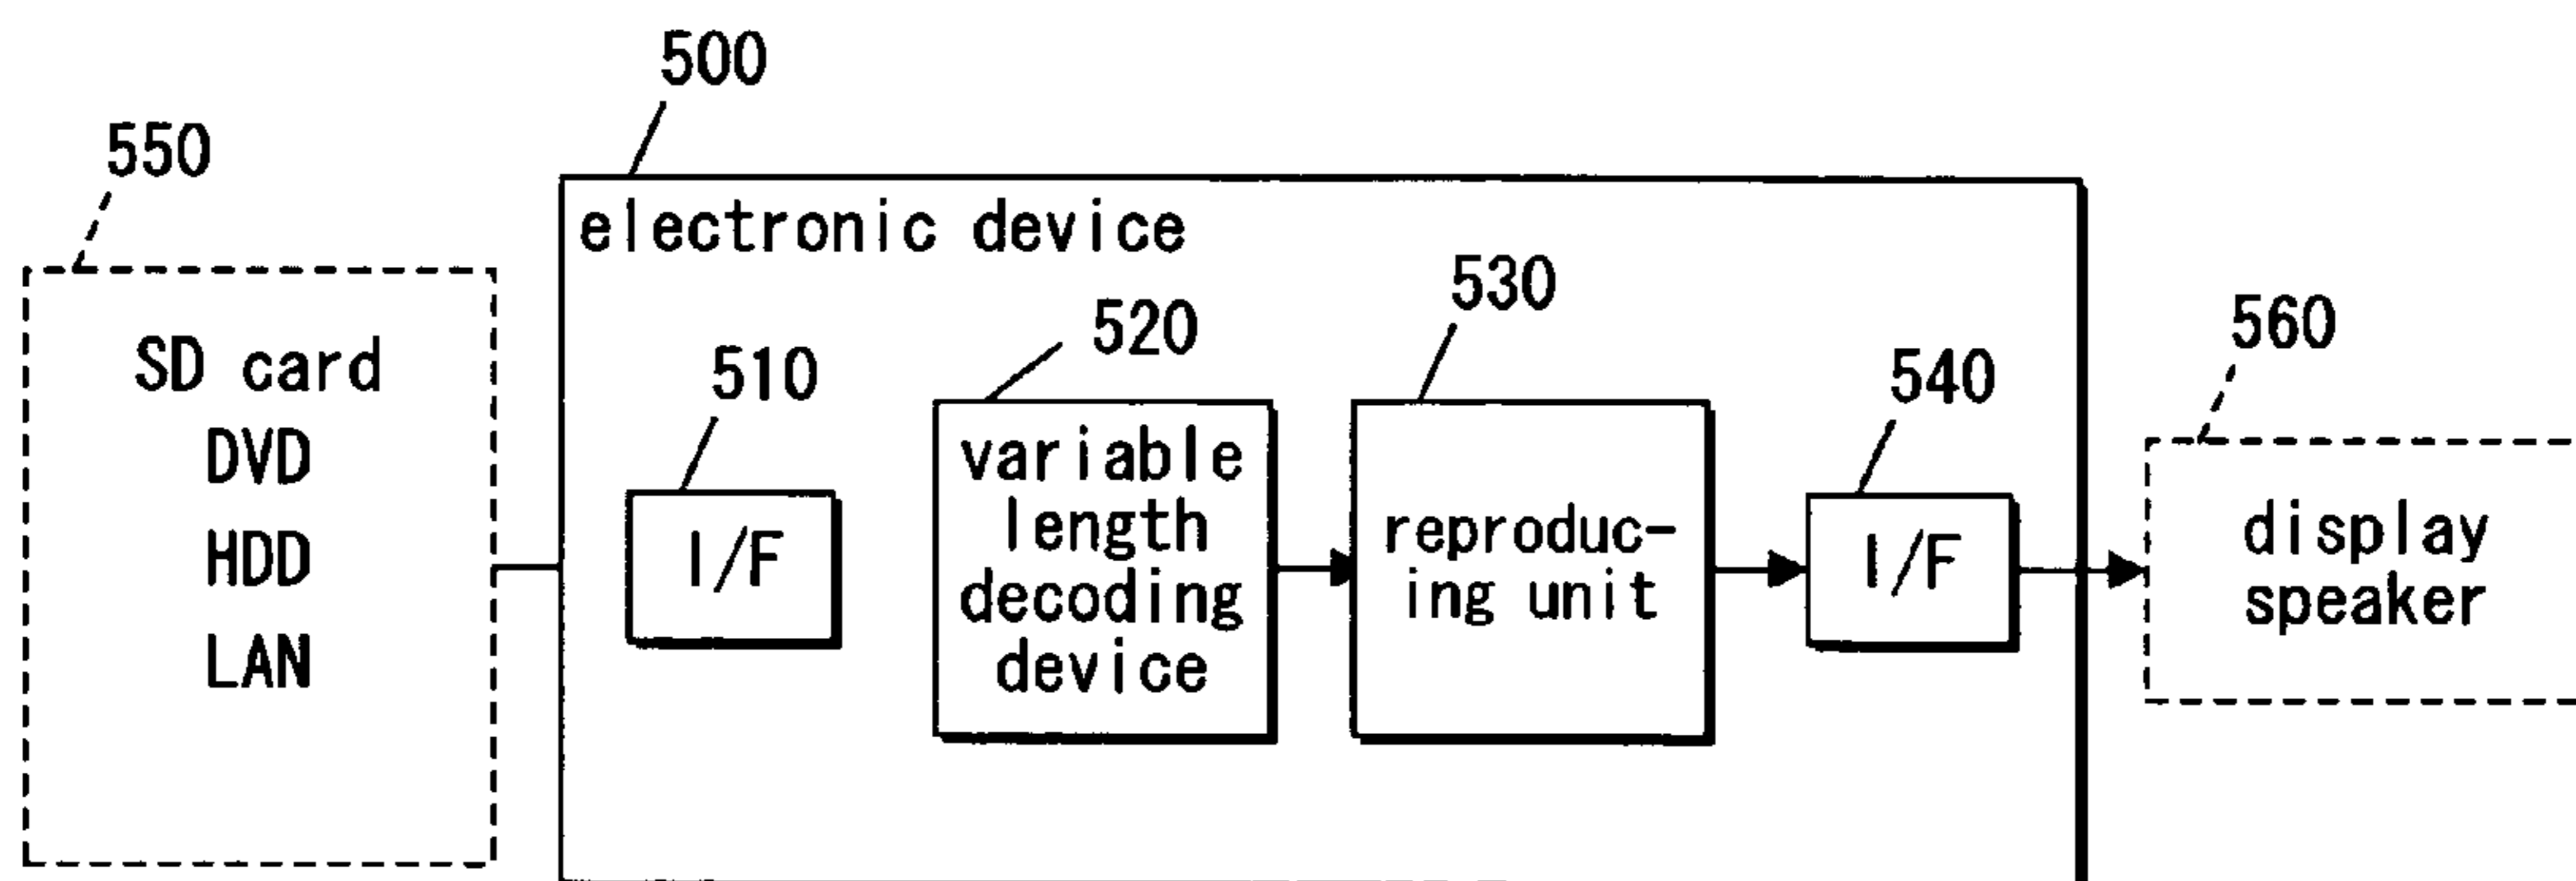 500
550
electronic device
530
520
560
SD card
510
540
DVD
variable
length
decoding
device
HDD
I/F
reproduc-
ing unit
I/F
display
speaker
LAN